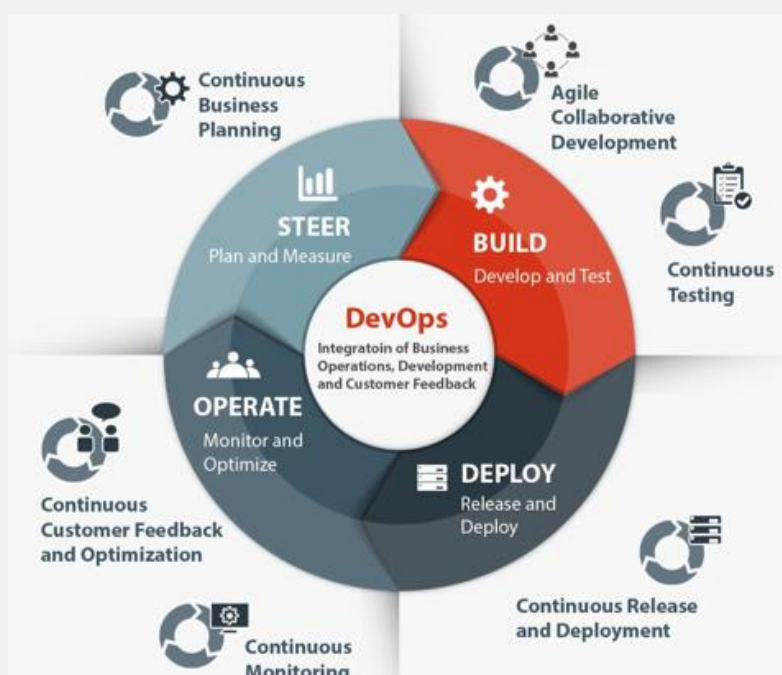 Continuous
Business
Planning
Agile
Collaborative
Development
STEER
Plan and Measure
BUILD
Develop and Test
Continuous
Testing
DevOps
Integratoin of Business
Operations, Development
and Customer Feedback
OPERATE
Monitor and
Optimize
DEPLOY
Release and
Deploy
Continuous
Customer Feedback
and Optimization
Continuous Release
and Deployment
Continuous
Monitoring